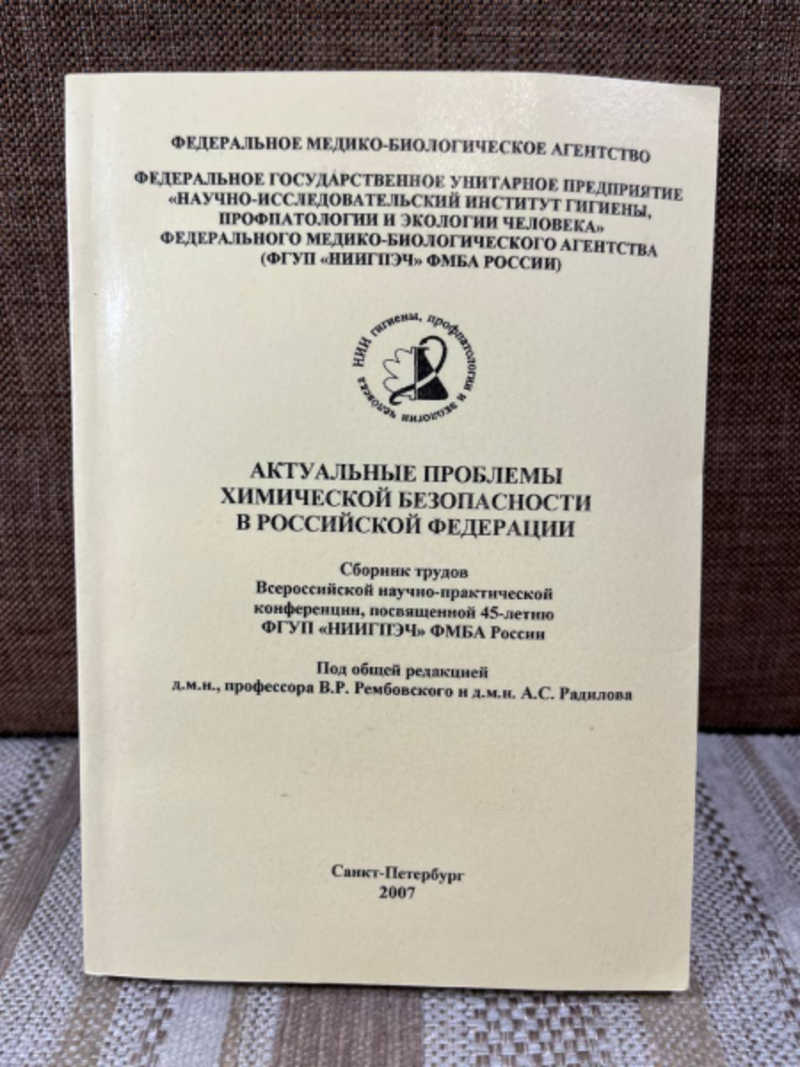 ФЕДЕРАЛЬНОЕ МЕДИКО-БИОЛОГИЧЕСКОЕ АГЕНТСТВО
ФЕДЕРАЛЬНОЕ ГОСУДАРСТВЕННОЕ УНИТАРНОЕ ПРЕДПРИЯТИЕ
«НАУЧНО-ИССЛЕДОВАТЕЛЬСКИЙ ИНСТИТУТ ГИГИЕНЫ,
ПРОФПАТОЛОГИИ И ЭКОЛОГИИ ЧЕЛОВЕКА»
ФЕДЕРАЛЬНОГО МЕДИКО-БИОЛОГИЧЕСКОГО АГЕНТСТВА
(ФГУП «НИИГПЭЧ» ФМБА РОССИИ)
НИИ гигиены, профпатологии и экологии человека
АКТУАЛЬНЫЕ ПРОБЛЕМЫ
ХИМИЧЕСКОЙ БЕЗОПАСНОСТИ
В РОССИЙСКОЙ ФЕДЕРАЦИИ
Сборник трудов
Всероссийской научно-практической
конференции, посвященной 45-летию
ФГУП «НИИГПЭЧ» ФМБА России
Под общей редакцией
д.м.н., профессора В.Р. Рембовского и д.м.н. А.С. Радилова
Санкт-Петербург
2007